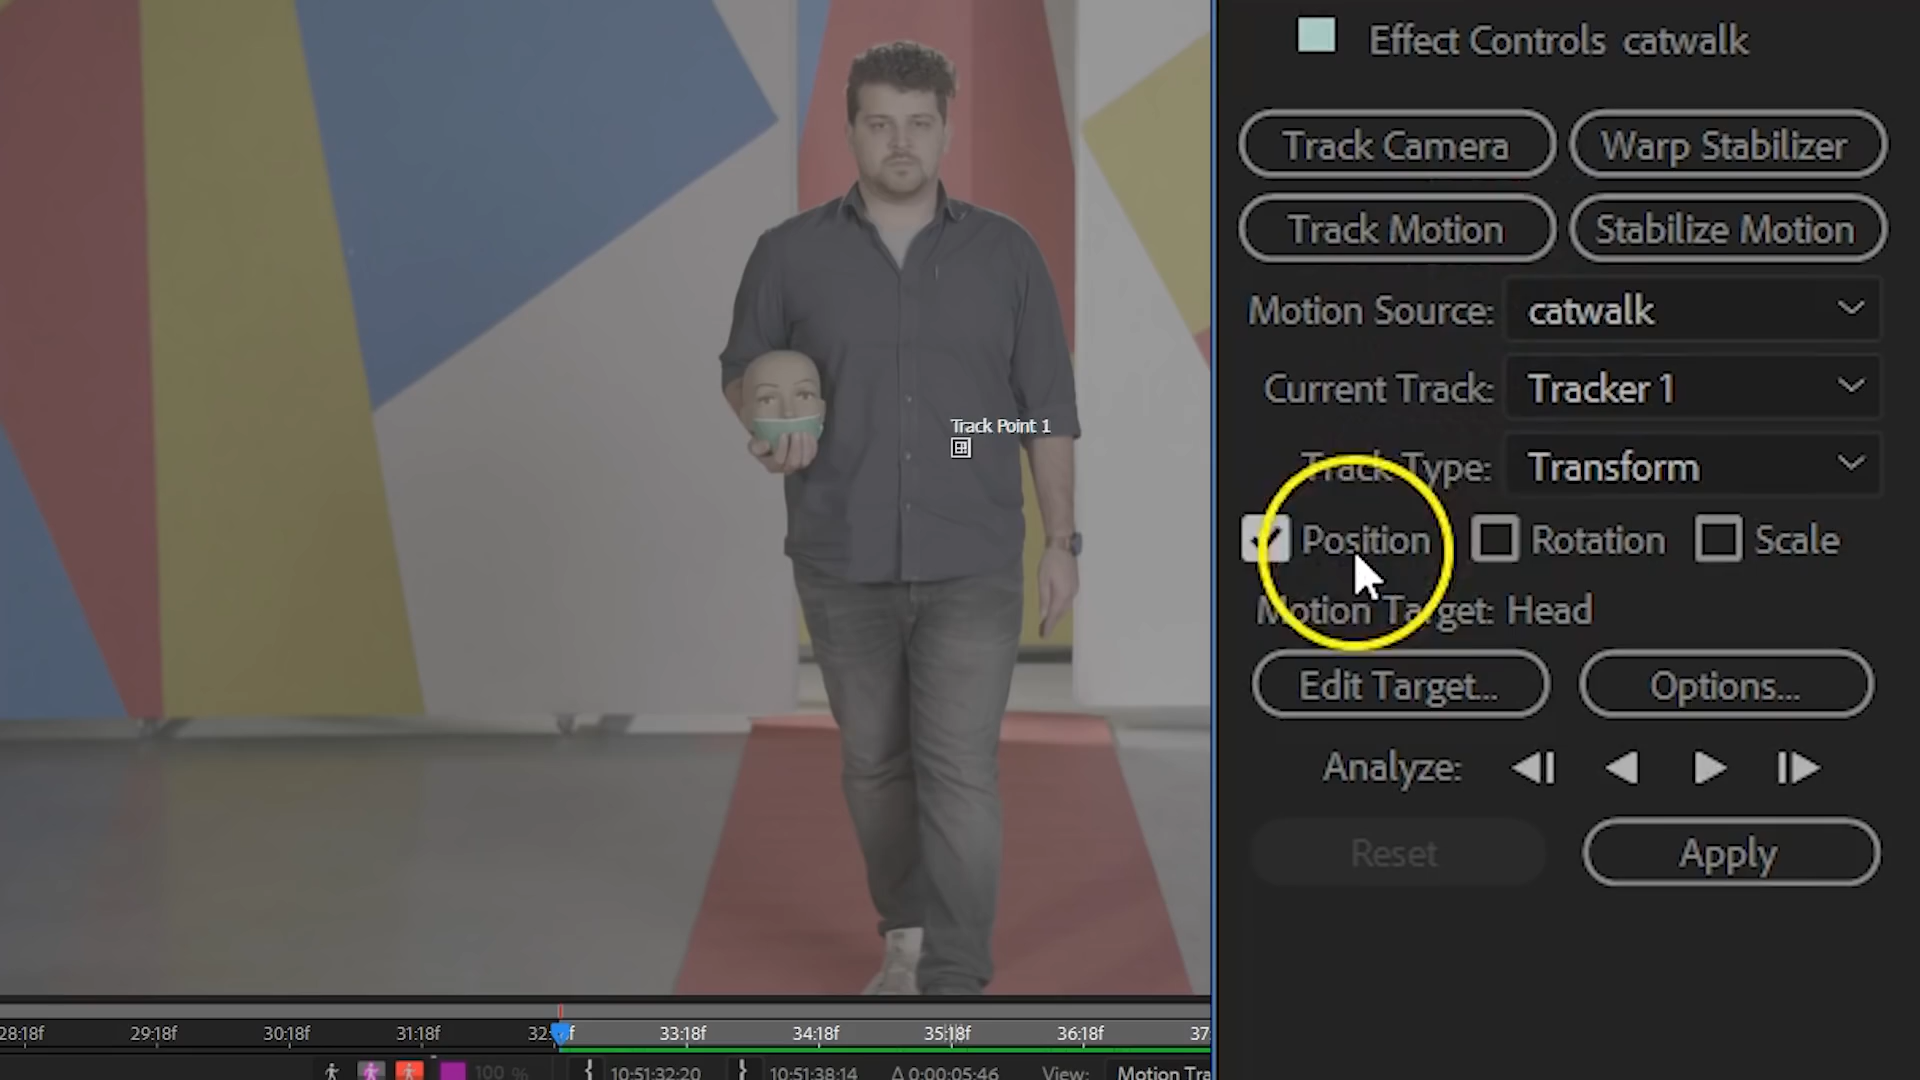 Effect Controls catwalk
Track Camera
Warp Stabilizer
Track Motion
Stabilize Motion
Motion Source: catwalk
Current Track: Tracker 1
Track Type: Transform
Position
Rotation
Scale
Motion Target: Head
Edit Target...
Options...
Analyze:
Reset
Apply
Track Point 1
28:18f 29:18f 30:18f 31:18f 33:18f 34:18f 35:18f 36:18f
100 % { 10:51:32:20 } 10:51:38:14 Δ 0:00:05:46 View: